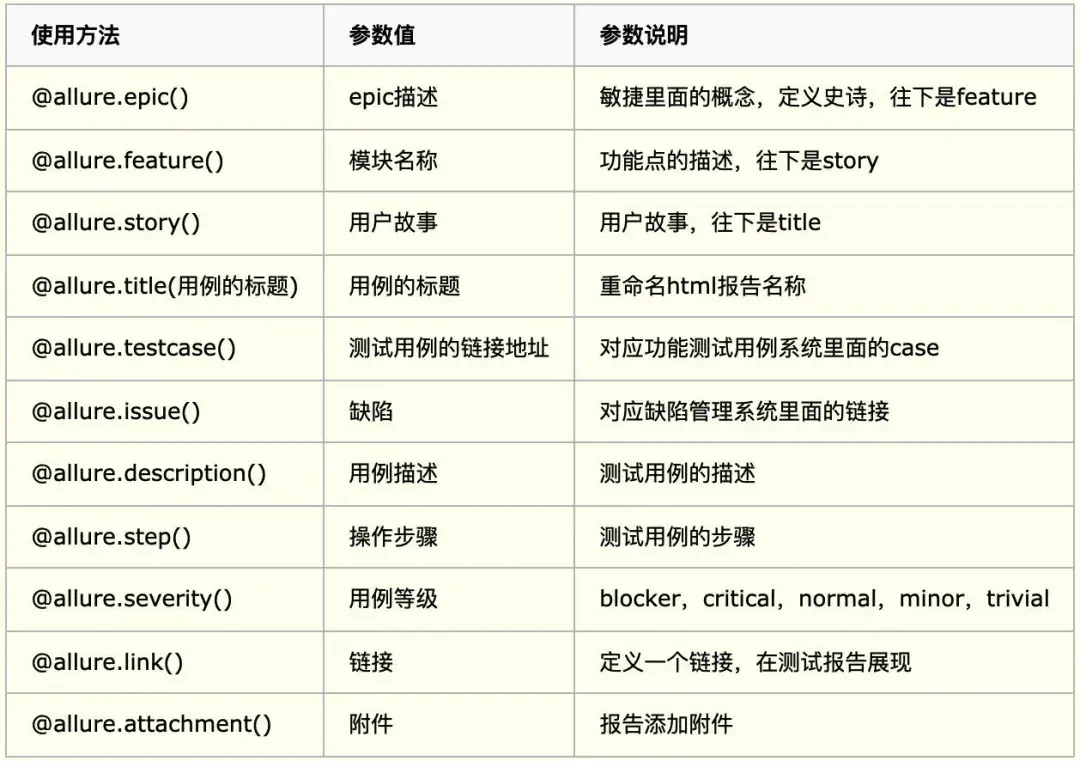 使用方法 参数值 参数说明
@allure.epic() epic描述 敏捷里面的概念，定义史诗，往下是feature
@allure.feature() 模块名称 功能点的描述，往下是story
@allure.story() 用户故事 用户故事，往下是title
@allure.title(用例的标题) 用例的标题 重命名html报告名称
@allure.testcase() 测试用例的链接地址 对应功能测试用例系统里面的case
@allure.issue() 缺陷 对应缺陷管理系统里面的链接
@allure.description() 用例描述 测试用例的描述
@allure.step() 操作步骤 测试用例的步骤
@allure.severity() 用例等级 blocker，critical，normal，minor，trivial
@allure.link() 链接 定义一个链接，在测试报告展现
@allure.attachment() 附件 报告添加附件